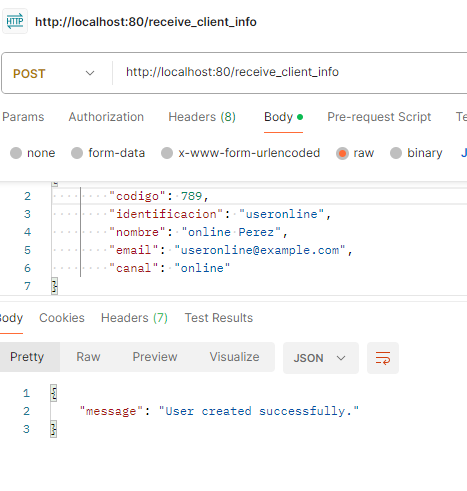 HTTP http://localhost:80/receive_client_info
POST http://localhost:80/receive_client_info
Params Authorization Headers (8) Body Pre-request Script Te
none form-data x-www-form-urlencoded raw binary J
2 "codigo": 789,
3 "identificacion": "useronline",
4 "nombre": "online Perez",
5 "email": "useronline@example.com",
6 "canal": "online"
7 }
Body Cookies Headers (7) Test Results
Pretty Raw Preview Visualize JSON
1 {
2 "message": "User created successfully."
3 }